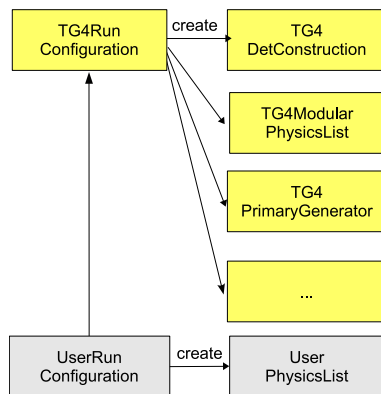 TG4Run
Configuration
create
TG4
DetConstruction
TG4Modular
PhysicsList
TG4
PrimaryGenerator
...
UserRun
Configuration
create
User
PhysicsList